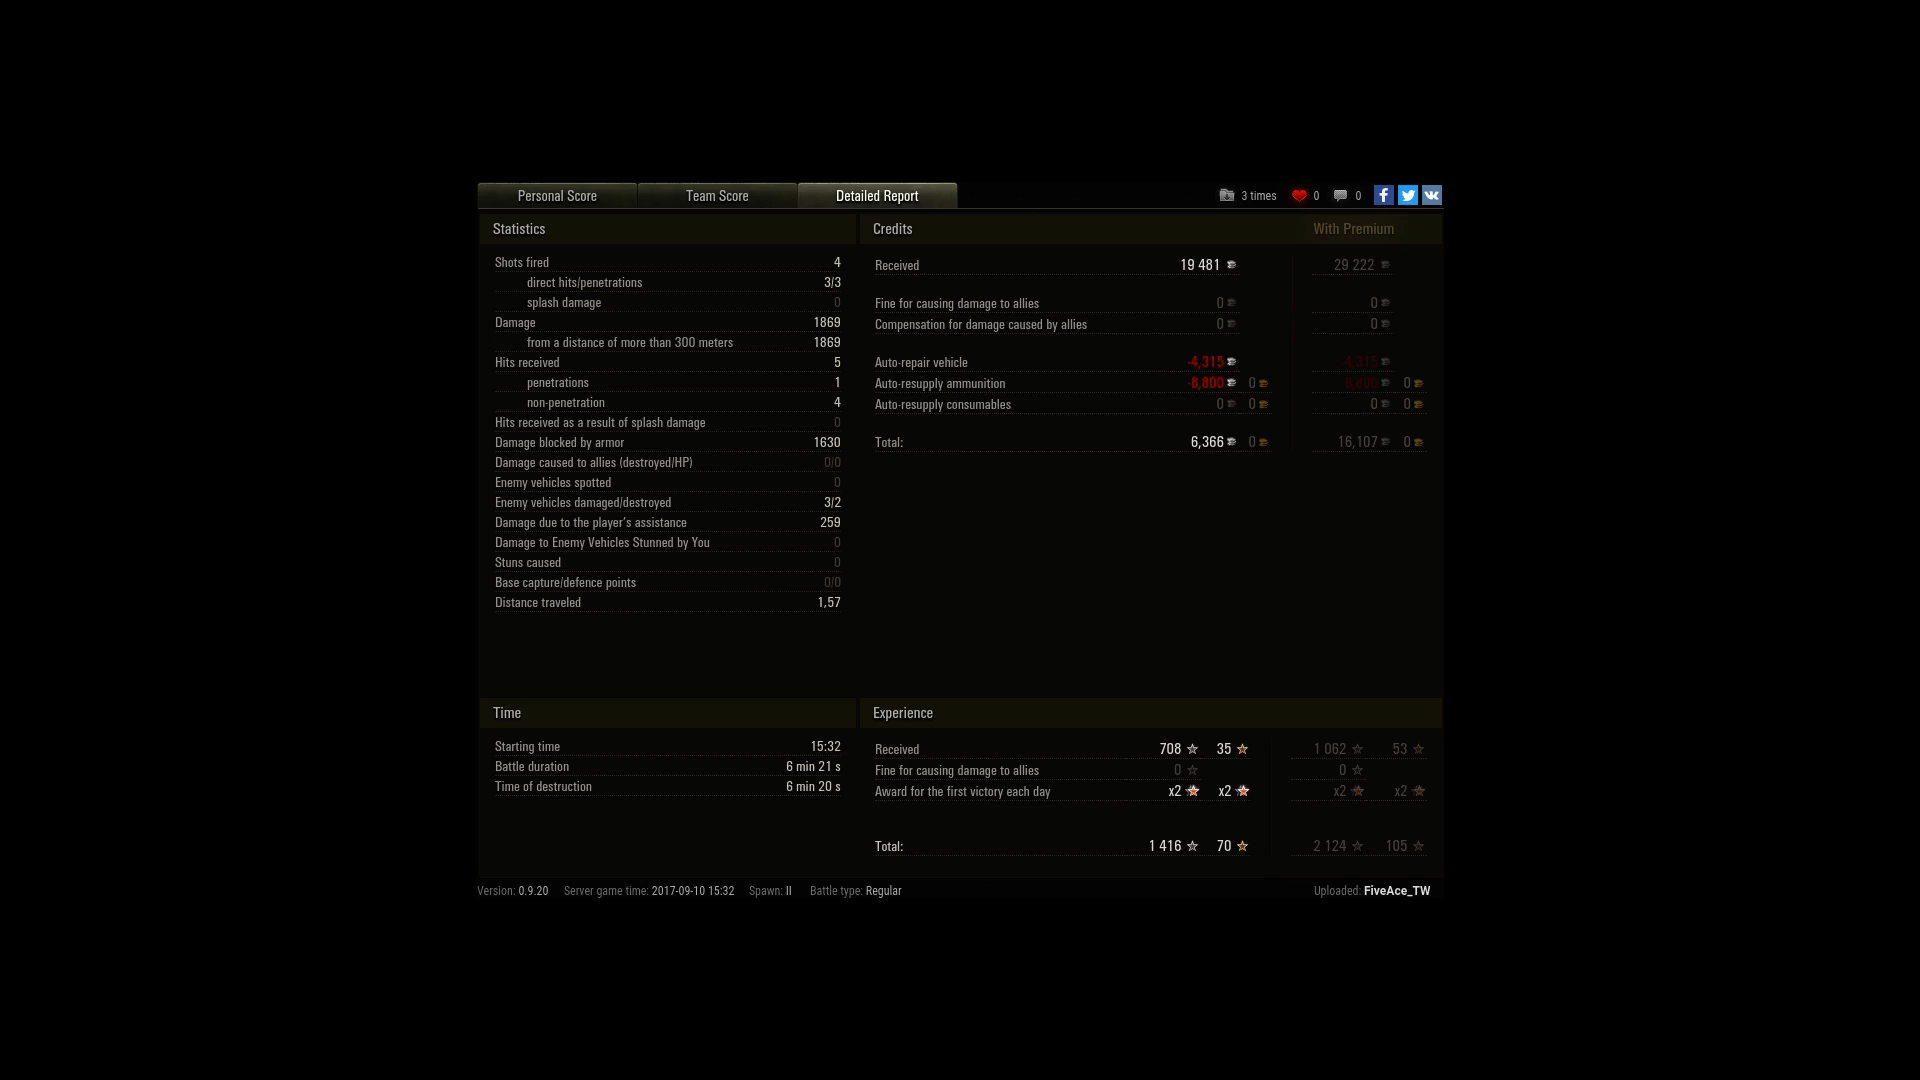 Personal Score Team Score Detailed Report 3 times 0 0
Statistics
Shots fired 4
direct hits/penetrations 3/3
splash damage 0
Damage 1869
from a distance of more than 300 meters 1869
Hits received 5
penetrations 1
non-penetration 4
Hits received as a result of splash damage 0
Damage blocked by armor 1630
Damage caused to allies (destroyed/HP) 0/0
Enemy vehicles spotted 0
Enemy vehicles damaged/destroyed 3/2
Damage due to the player's assistance 259
Damage to Enemy Vehicles Stunned by You 0
Stuns caused 0
Base capture/defence points 0/0
Distance traveled 1,57
Credits With Premium
Received 19 481 29 222
Fine for causing damage to allies 0 0
Compensation for damage caused by allies 0 0
Auto-repair vehicle -4,315 4,315
Auto-resupply ammunition -8,800 0 8,800 0
Auto-resupply consumables 0 0 0 0
Total: 6,366 0 16,107 0
Time
Starting time 15:32
Battle duration 6 min 21 s
Time of destruction 6 min 20 s
Experience
Received 708 35 1 062 53
Fine for causing damage to allies 0 0
Award for the first victory each day x2 x2 x2 x2
Total: 1 416 70 2 124 105
Version: 0.9.20 Server game time: 2017-09-10 15:32 Spawn: II Battle type: Regular Uploaded: FiveAce_TW